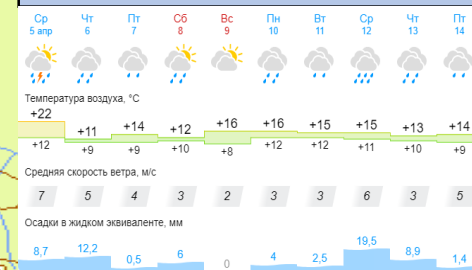 Ср Чт Пт Сб Вс Пн Вт Ср Чт Пт
5 апр 6 7 8 9 10 11 12 13 14
Температура воздуха, °C
+22 +11 +14 +12 +16 +16 +15 +15 +13 +14
+12 +9 +9 +10 +8 +12 +12 +11 +10 +9
Средняя скорость ветра, м/с
7 5 4 3 2 3 3 6 3 5
Осадки в жидком эквиваленте, мм
8,7 12,2 0,5 6 0 4 2,5 19,5 8,9 1,4